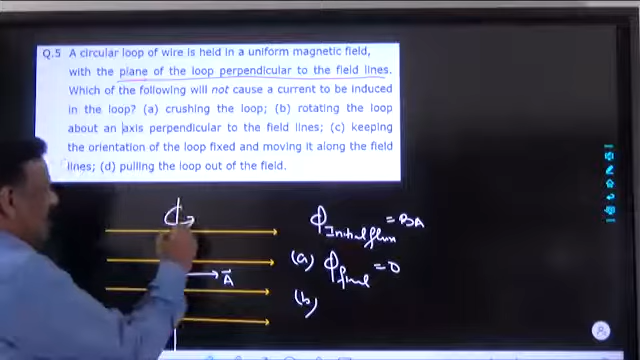 Q.5 A circular loop of wire is held in a uniform magnetic field,
with the plane of the loop perpendicular to the field lines.
Which of the following will not cause a current to be induced
in the loop? (a) crushing the loop; (b) rotating the loop
about an axis perpendicular to the field lines; (c) keeping
the orientation of the loop fixed and moving it along the field
lines; (d) pulling the loop out of the field.
ϕ Initial flux = BA
(a) ϕ final = 0
A⃗
(b)